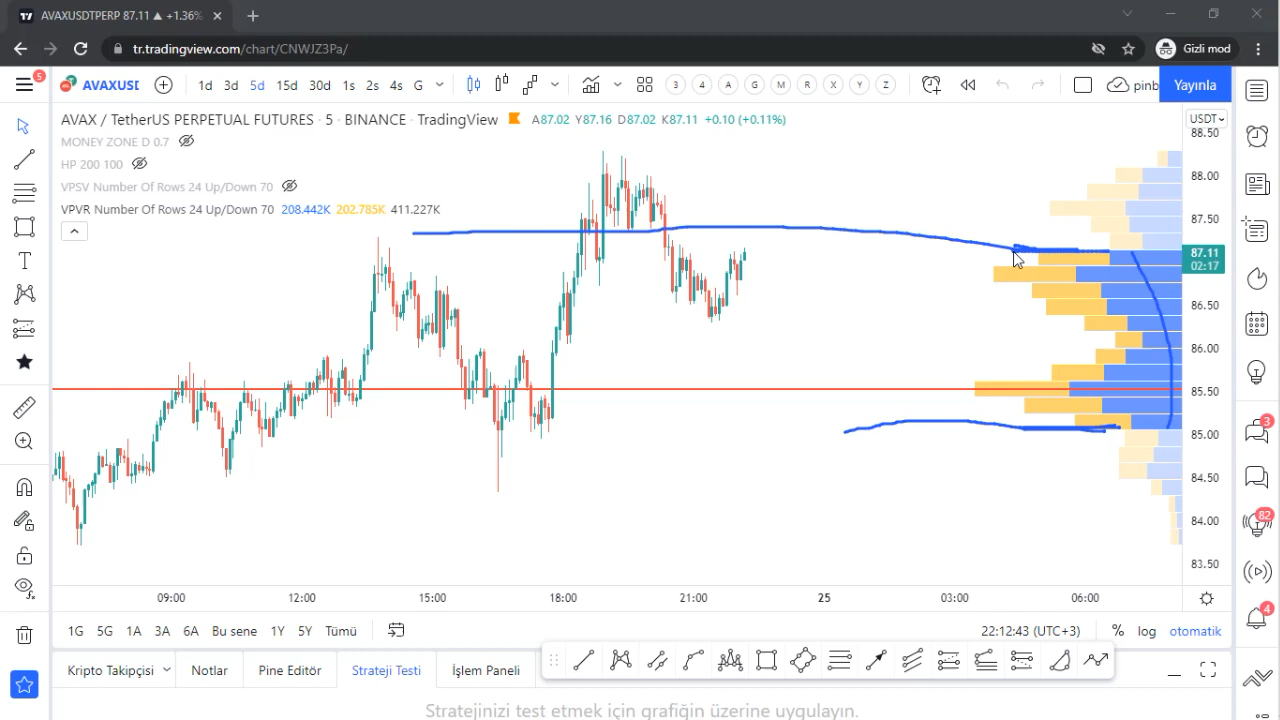 AVAXUSDTPERP 87.11 ▲ +1.36%
tr.tradingview.com/chart/CNWJZ3Pa/
Gizli mod
5
AVAXUSI
1d 3d 5d 15d 30d 1s 2s 4s G
3 4 A G M R X Y Z
pinb
Yayınla
AVAX / TetherUS PERPETUAL FUTURES · 5 · BINANCE · TradingView
A87.02 Y87.16 D87.02 K87.11 +0.10 (+0.11%)
USDT
MONEY ZONE D 0.7
HP 200 100
VPSV Number Of Rows 24 Up/Down 70
VPVR Number Of Rows 24 Up/Down 70 208.442K 202.785K 411.227K
88.50
88.00
87.50
87.11
02:17
86.50
86.00
85.50
85.00
84.50
84.00
83.50
3
82
4
09:00 12:00 15:00 18:00 21:00 25 03:00 06:00
1G 5G 1A 3A 6A Bu sene 1Y 5Y Tümü
22:12:43 (UTC+3) % log otomatik
Kripto Takipçisi Notlar Pine Editör Strateji Testi İşlem Paneli
Stratejinizi test etmek için grafiğin üzerine uygulayın.